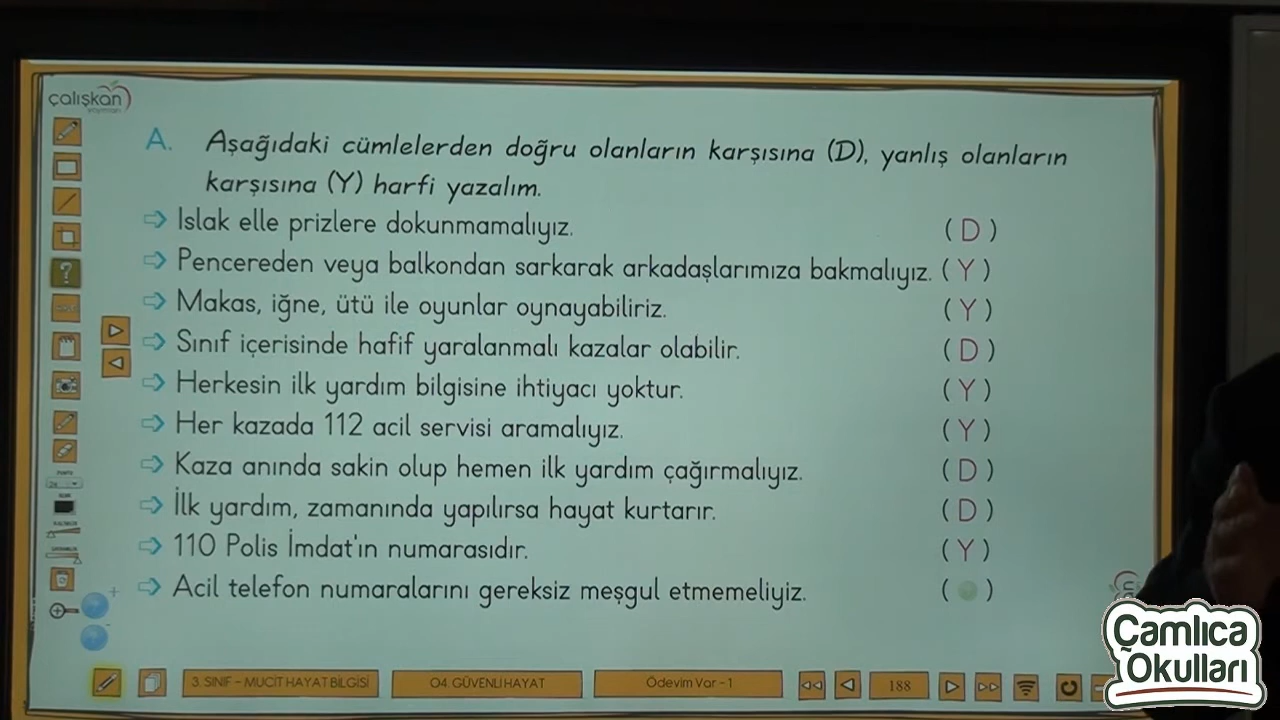 çalışkan
yayınları
A. Aşağıdaki cümlelerden doğru olanların karşısına (D), yanlış olanların
karşısına (Y) harfi yazalım.
Islak elle prizlere dokunmamalıyız. (D)
Pencereden veya balkondan sarkarak arkadaşlarımıza bakmalıyız. (Y)
Makas, iğne, ütü ile oyunlar oynayabiliriz. (Y)
Sınıf içerisinde hafif yaralanmalı kazalar olabilir. (D)
Herkesin ilk yardım bilgisine ihtiyacı yoktur. (Y)
Her kazada 112 acil servisi aramalıyız. (Y)
Kaza anında sakin olup hemen ilk yardım çağırmalıyız. (D)
İlk yardım, zamanında yapılırsa hayat kurtarır. (D)
110 Polis İmdat'ın numarasıdır. (Y)
Acil telefon numaralarını gereksiz meşgul etmemeliyiz. ( )
3. SINIF - MUCİT HAYAT BİLGİSİ
04. GÜVENLİ HAYAT
Ödevim Var - 1
188
Çamlıca
Okulları